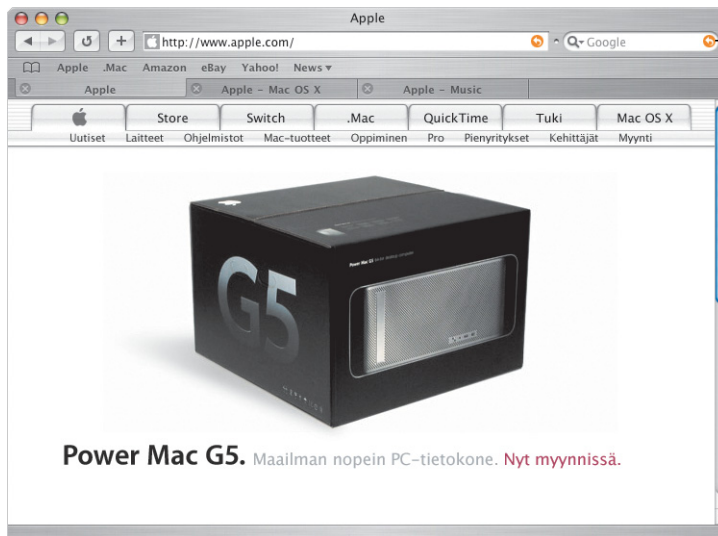 Apple
http://www.apple.com/
Google
Apple .Mac Amazon eBay Yahoo! News
Apple Apple – Mac OS X Apple – Music
Store Switch .Mac QuickTime Tuki Mac OS X
Uutiset Laitteet Ohjelmistot Mac-tuotteet Oppiminen Pro Pienyritykset Kehittäjät Myynti
Power Mac G5
G5
Power Mac G5. Maailman nopein PC-tietokone. Nyt myynnissä.